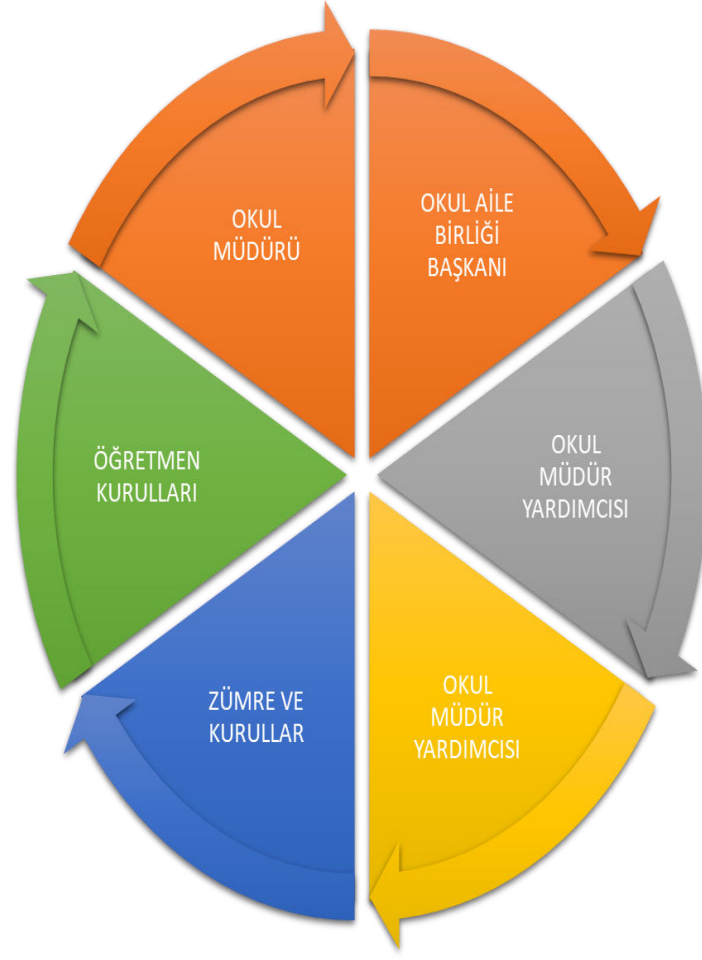 OKUL
MÜDÜRÜ
OKUL AİLE
BİRLİĞİ
BAŞKANI
OKUL
MÜDÜR
YARDIMCISI
OKUL
MÜDÜR
YARDIMCISI
ZÜMRE VE
KURULLAR
ÖĞRETMEN
KURULLARI